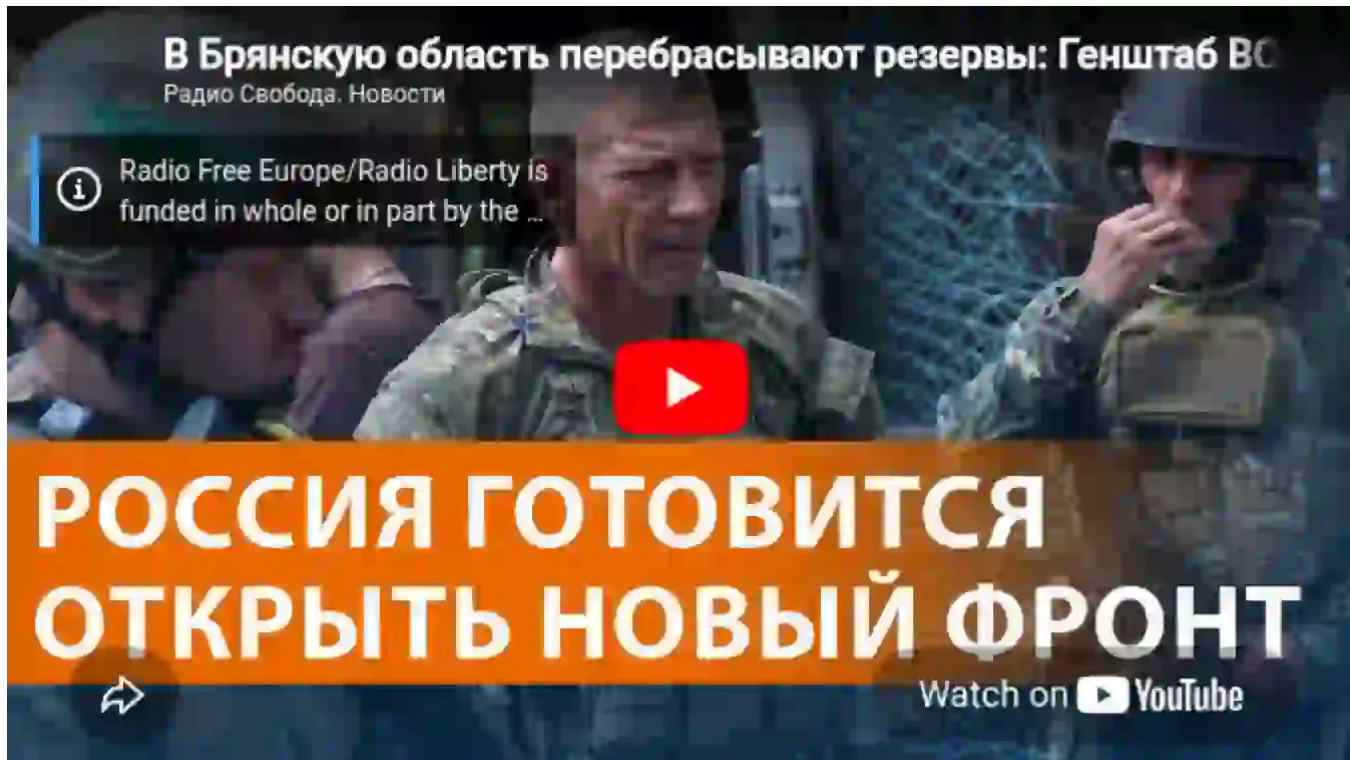 В Брянскую область перебрасывают резервы: Генштаб
Радио Свобода. Новости
Radio Free Europe/Radio Liberty is
funded in whole or in part by the ...
РОССИЯ ГОТОВИТСЯ
ОТКРЫТЬ НОВЫЙ ФРОНТ
Watch on YouTube